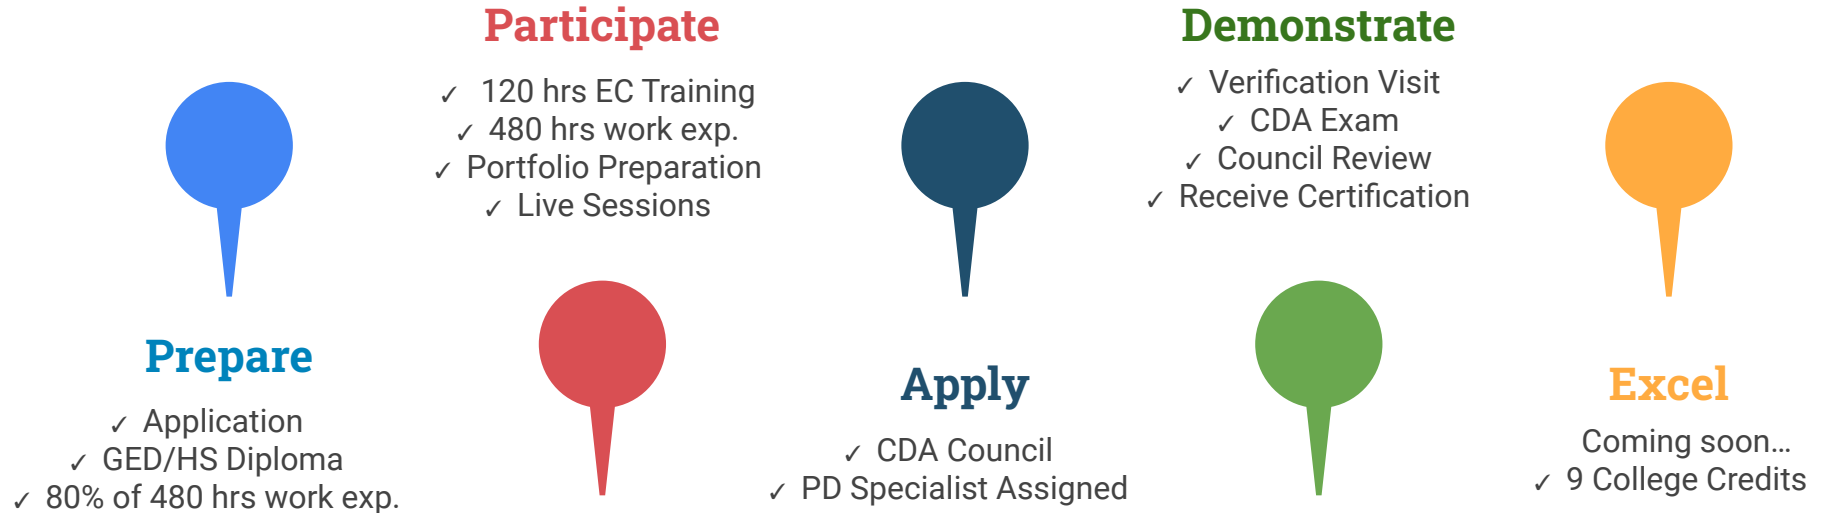 Prepare
✓ Application
✓ GED/HS Diploma
✓ 80% of 480 hrs work exp.
Participate
✓ 120 hrs EC Training
✓ 480 hrs work exp.
✓ Portfolio Preparation
✓ Live Sessions
Apply
✓ CDA Council
✓ PD Specialist Assigned
Demonstrate
✓ Verification Visit
✓ CDA Exam
✓ Council Review
✓ Receive Certification
Excel
Coming soon...
✓ 9 College Credits